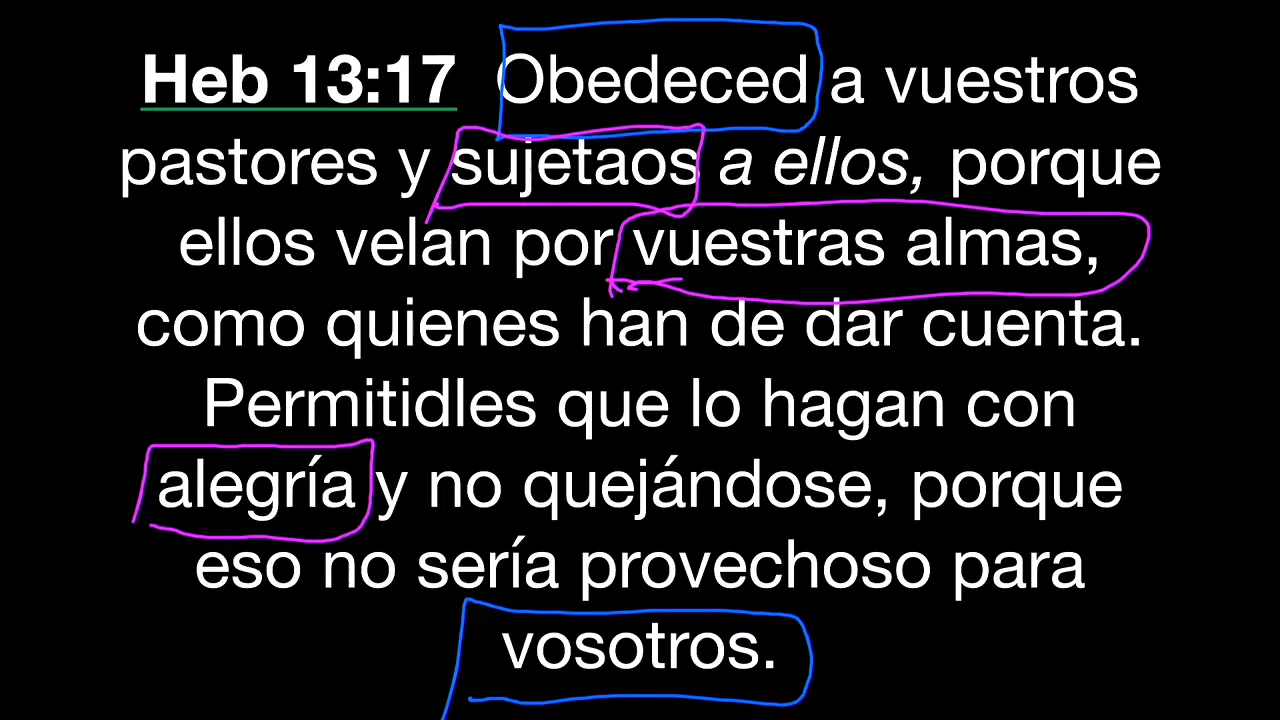 Heb 13:17 Obedeced a vuestros
pastores y sujetaos a ellos, porque
ellos velan por vuestras almas,
como quienes han de dar cuenta.
Permitidles que lo hagan con
alegría y no quejándose, porque
eso no sería provechoso para
vosotros.